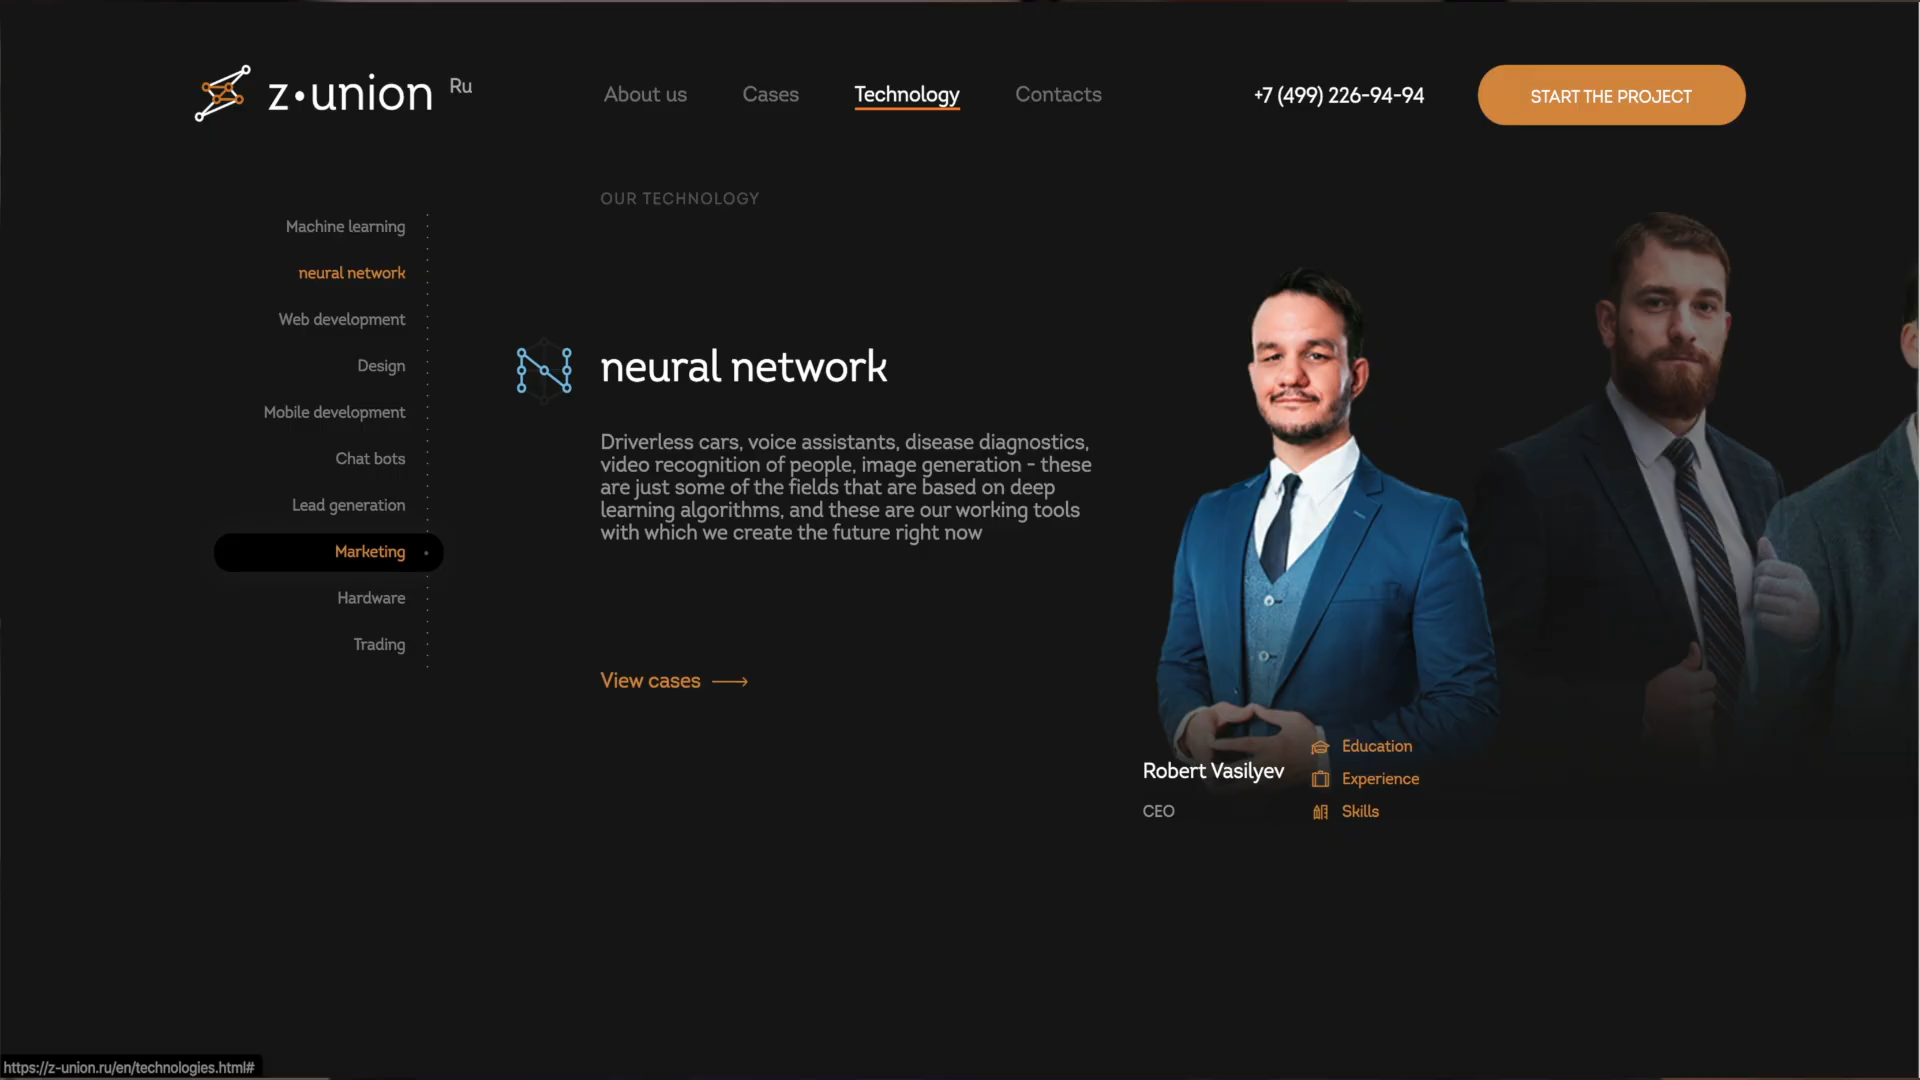 z•union Ru
About us
Cases
Technology
Contacts
+7 (499) 226-94-94
START THE PROJECT
OUR TECHNOLOGY
Machine learning
neural network
Web development
Design
Mobile development
Chat bots
Lead generation
Marketing
Hardware
Trading
neural network
Driverless cars, voice assistants, disease diagnostics,
video recognition of people, image generation - these
are just some of the fields that are based on deep
learning algorithms, and these are our working tools
with which we create the future right now
View cases
Robert Vasilyev
CEO
Education
Experience
Skills
https://z-union.ru/en/technologies.html#